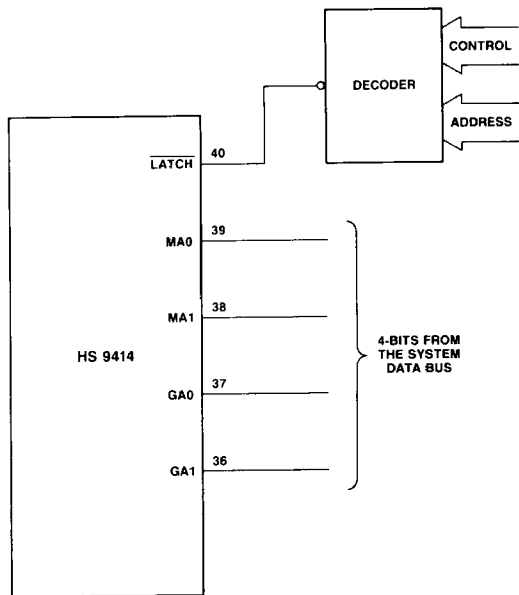 CONTROL
DECODER
ADDRESS
LATCH
40
MA0
39
MA1
38
HS 9414
4-BITS FROM
THE SYSTEM
DATA BUS
GA0
37
GA1
36